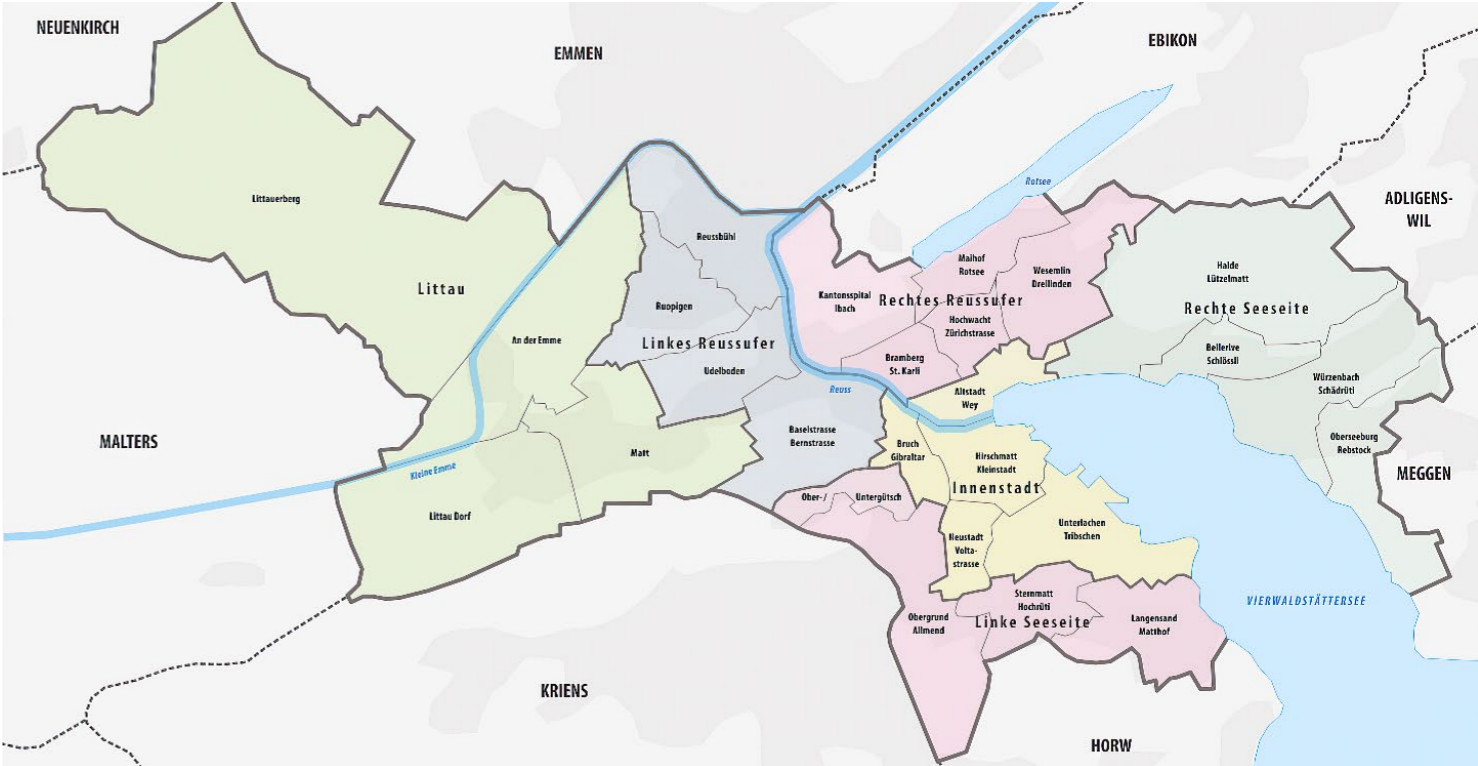 NEUENKIRCH
EMMEN
EBIKON
ADLIGENS-
WIL
MALTERS
MEGGEN
KRIENS
HORW
Littauerberg
Littau
An der Emme
Kleine Emme
Littau Dorf
Matt
Reussbühl
Ruopigen
Linkes Reussufer
Udelboden
Baselstrasse
Bernstrasse
Reuss
Rotsee
Kantonsspital
Ibach
Rechtes Reussufer
Maihof
Rotsee
Wesemlin
Dreilinden
Hochwacht
Zürichstrasse
Bramberg
St. Karli
Halde
Lützelmatt
Rechte Seeseite
Bellerive
Schlössli
Würzenbach
Schädrüti
Oberseeburg
Rebstock
Altstadt
Wey
Bruch
Gibraltar
Hirschmatt
Kleinstadt
Innenstadt
Neustadt
Volta-
strasse
Unterlachen
Tribschen
Ober-/ Untergütsch
Obergrund
Allmend
Sternmatt
Hochrüti
Linke Seeseite
Langensand
Matthof
VIERWALDSTÄTTERSEE